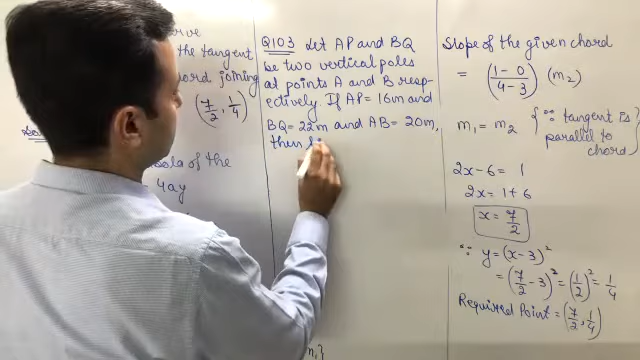 erve
the tangent
ord joining
(7/2, 1/4)
bola of the
4ay
Q103 Let AP and BQ
be two vertical poles
at points A and B resp-
ectively. If AP = 16m and
BQ = 22m and AB = 20m,
then
Slope of the given chord
= (1-0/4-3) (m2)
m1 = m2 {∵ tangent is
parallel to
chord}
2x-6 = 1
2x = 1+6
x = 7/2
∵ y = (x-3)²
= (7/2 - 3)² = (1/2)² = 1/4
Required Point = (7/2, 1/4)